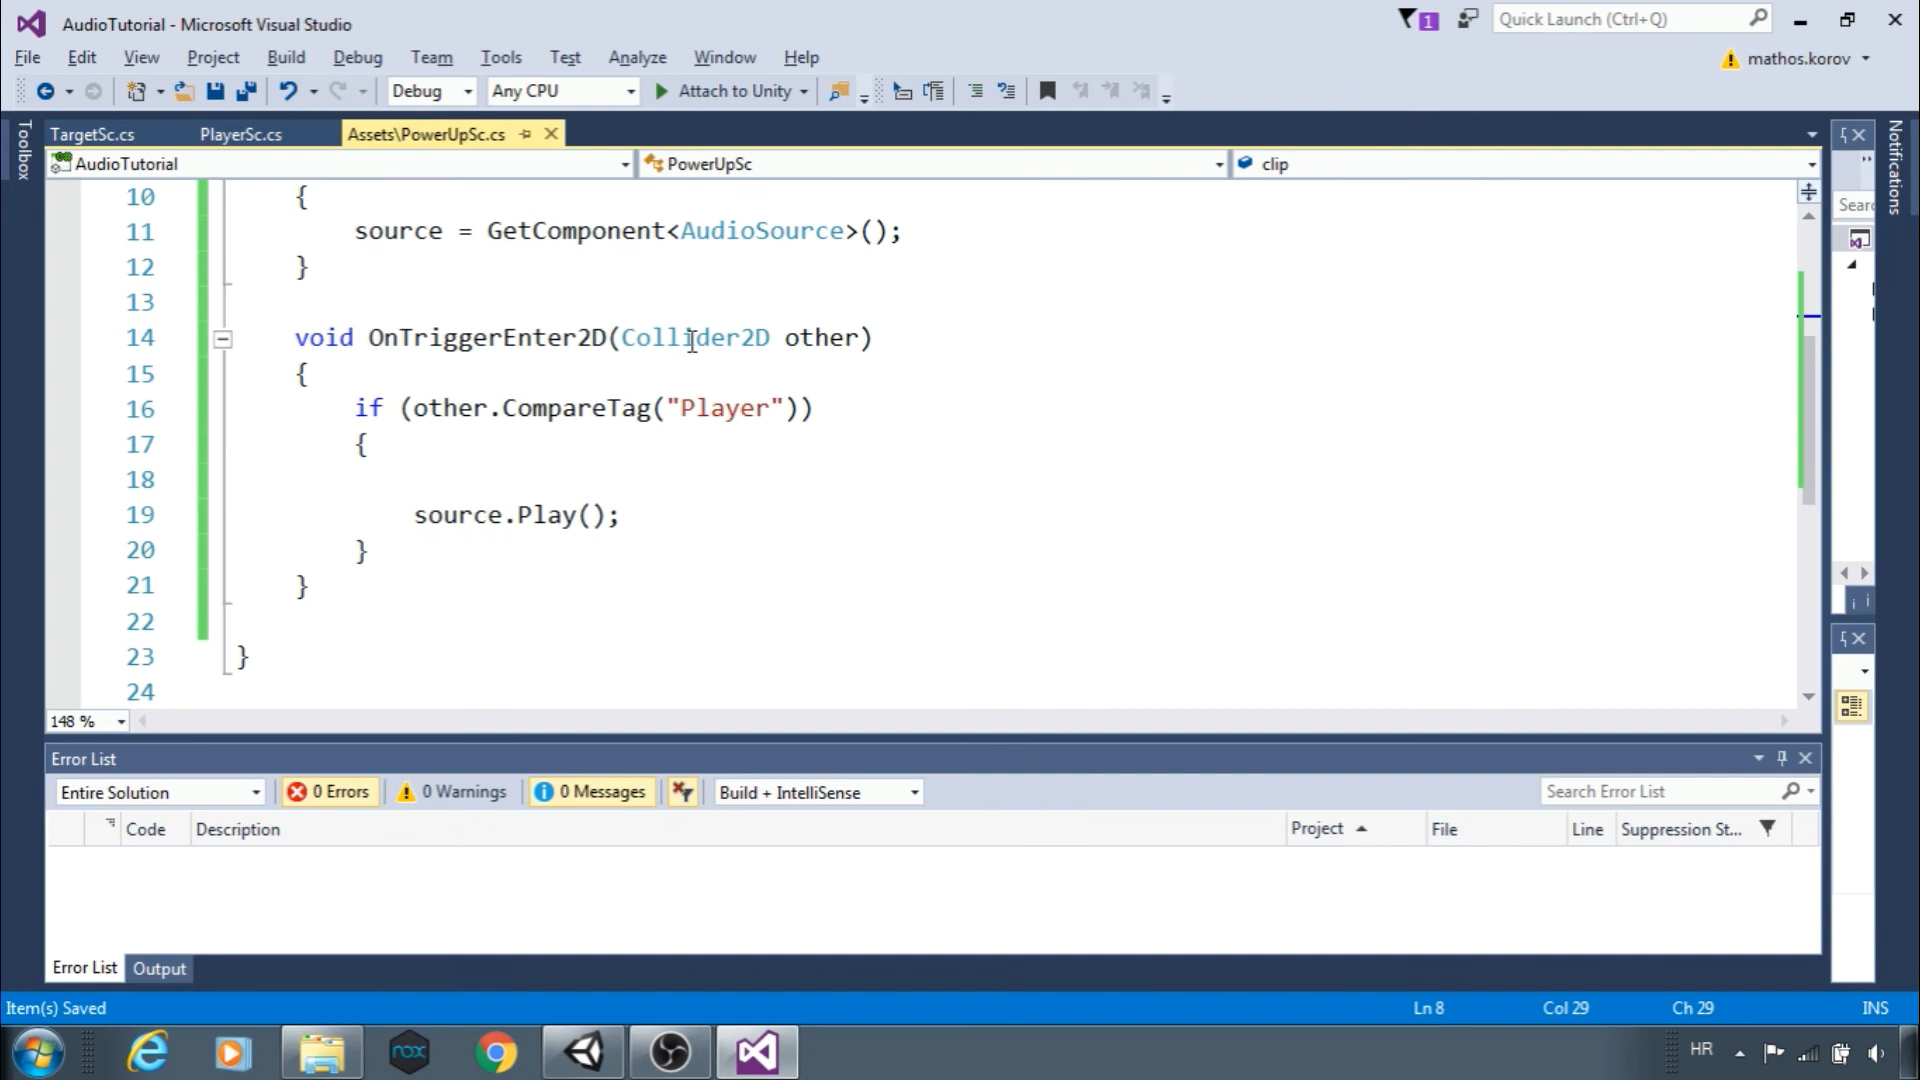 AudioTutorial - Microsoft Visual Studio
1
Quick Launch (Ctrl+Q)
File Edit View Project Build Debug Team Tools Test Analyze Window Help
mathos.korov
Debug Any CPU Attach to Unity
Toolbox
TargetSc.cs PlayerSc.cs Assets\PowerUpSc.cs
Notifications
AudioTutorial PowerUpSc clip
10 {
11 source = GetComponent<AudioSource>();
12 }
13
14 void OnTriggerEnter2D(Collider2D other)
15 {
16 if (other.CompareTag("Player"))
17 {
18
19 source.Play();
20 }
21 }
22
23 }
24
148 %
Error List
Entire Solution 0 Errors 0 Warnings 0 Messages Build + IntelliSense Search Error List
Code Description Project File Line Suppression St...
Error List Output
Item(s) Saved Ln 8 Col 29 Ch 29 INS
nox
HR